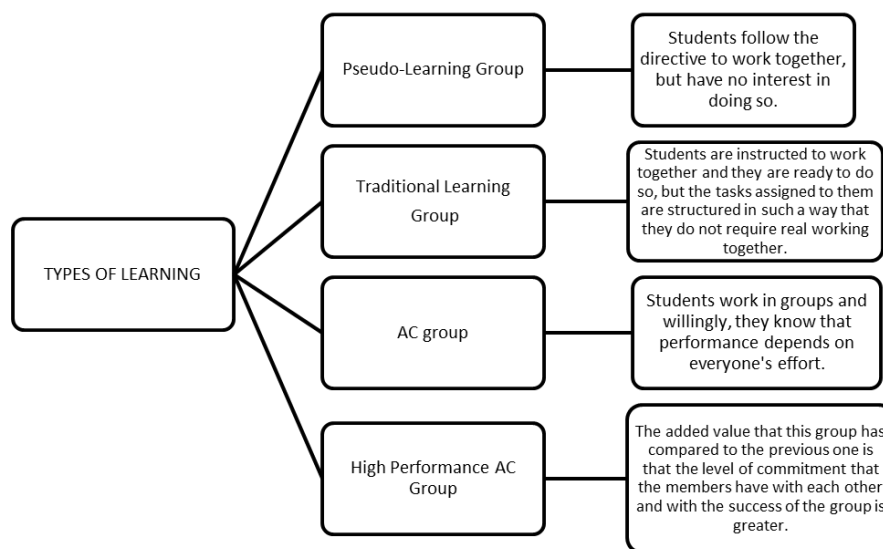 TYPES OF LEARNING
Pseudo-Learning Group
Students follow the
directive to work together,
but have no interest in
doing so.
Traditional Learning
Group
Students are instructed to work
together and they are ready to do
so, but the tasks assigned to them
are structured in such a way that
they do not require real working
together.
AC group
Students work in groups and
willingly, they know that
performance depends on
everyone's effort.
High Performance AC
Group
The added value that this group has
compared to the previous one is
that the level of commitment that
the members have with each other
and with the success of the group is
greater.